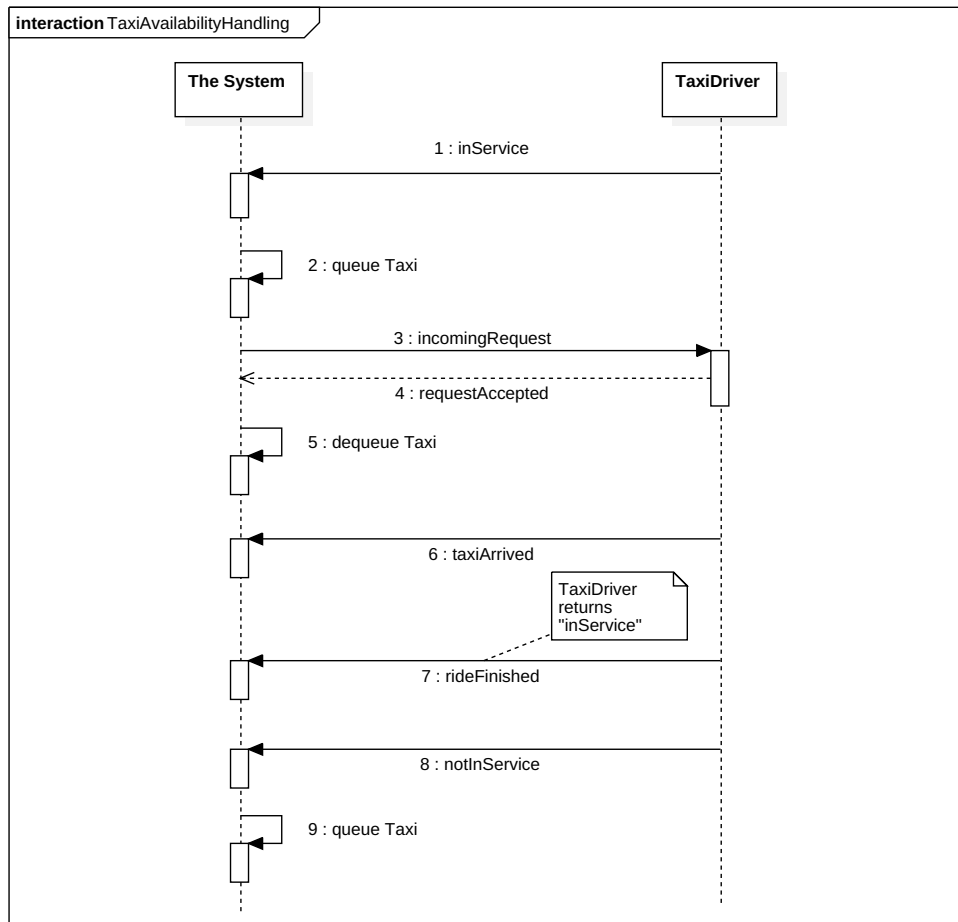 interaction TaxiAvailabilityHandling
The System
TaxiDriver
1 : inService
2 : queue Taxi
3 : incomingRequest
4 : requestAccepted
5 : dequeue Taxi
6 : taxiArrived
TaxiDriver
returns
"inService"
7 : rideFinished
8 : notInService
9 : queue Taxi